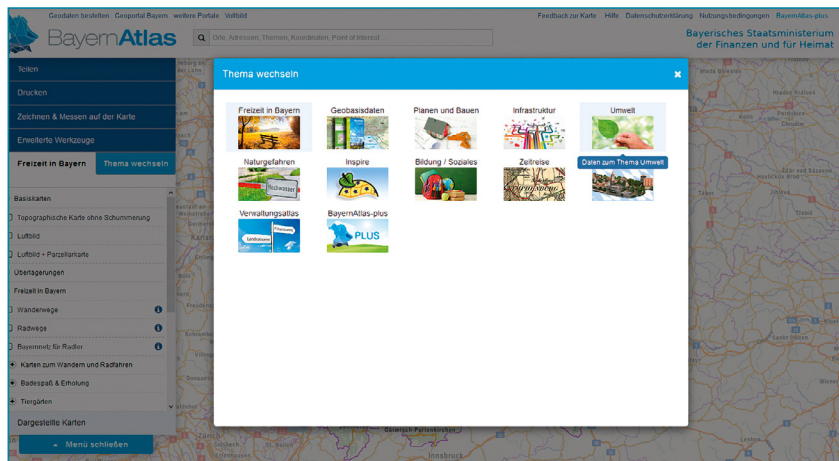 Geodaten bestellen Geoportal Bayern weitere Portale Vollbild
Feedback zur Karte Hilfe Datenschutzerklärung Nutzungsbedingungen BayernAtlas-plus
BayernAtlas
Orte, Adressen, Themen, Koordinaten, Point of Interest ...
Bayerisches Staatsministerium
der Finanzen und für Heimat
Teilen
Drucken
Zeichnen & Messen auf der Karte
Erweiterte Werkzeuge
Freizeit in Bayern Thema wechseln
Basiskarten
Topographische Karte ohne Schummerung
Luftbild
Luftbild + Parzellarkarte
Überlagerungen
Freizeit in Bayern
Wanderwege
Radwege
Bayernnetz für Radler
Karten zum Wandern und Radfahren
Badespaß & Erholung
Tiergärten
Dargestellte Karten
Menü schließen
Thema wechseln
Freizeit in Bayern Geobasisdaten Planen und Bauen Infrastruktur Umwelt
Naturgefahren Inspire Bildung / Soziales Zeitreise Daten zum Thema Umwelt
Hochwasser
Verwaltungsatlas BayernAtlas-plus
Landratsamt
Finanzamt
PLUS
Garmisch-Partenkirchen
Innsbruck